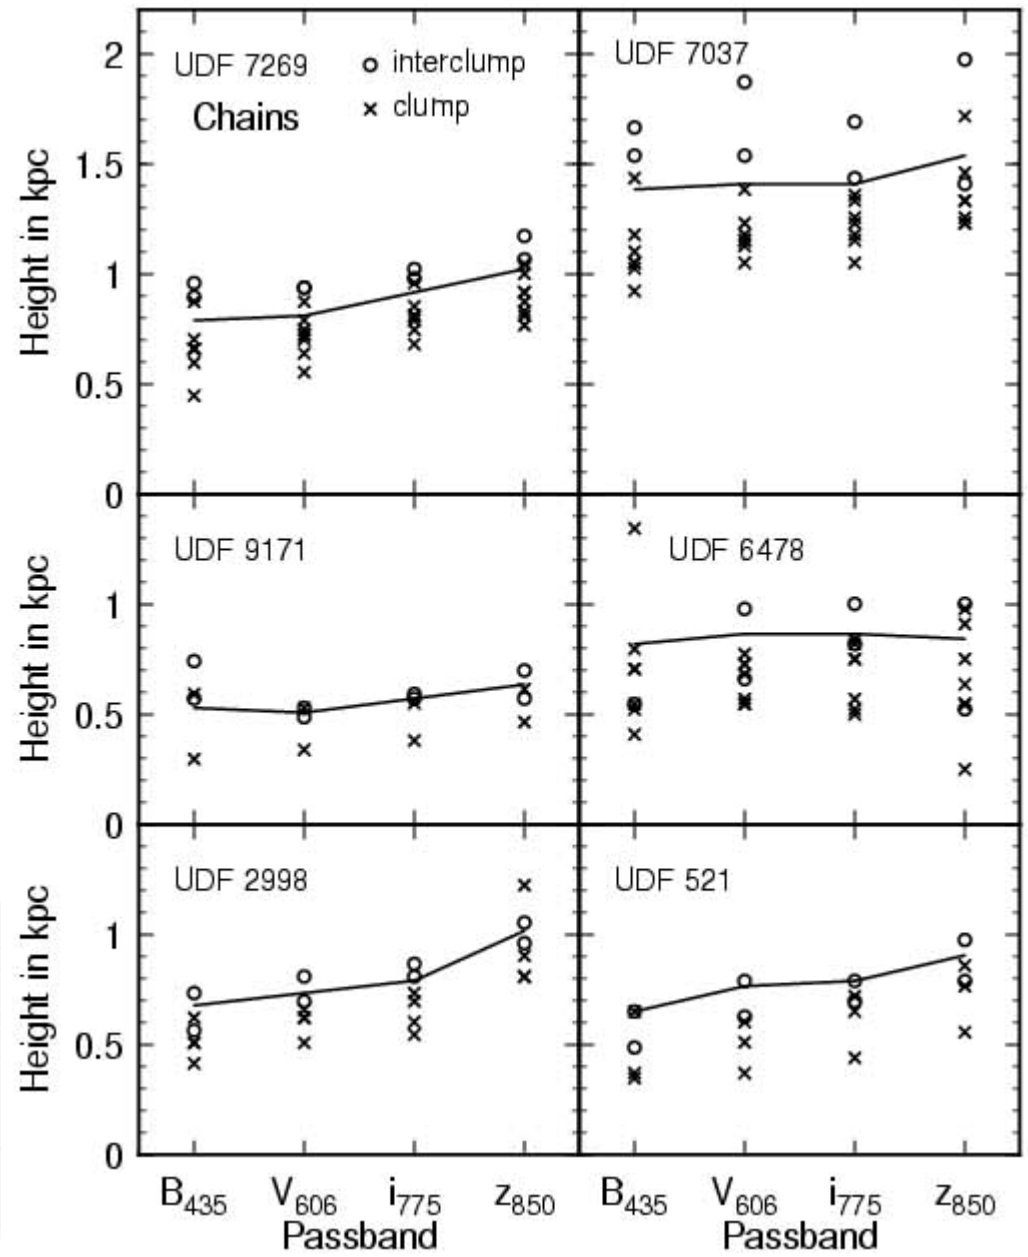 UDF 7269
o interclump
x clump
Chains
UDF 7037
Height in kpc
2
1.5
1
0.5
0
UDF 9171
UDF 6478
Height in kpc
1
0.5
0
UDF 2998
UDF 521
Height in kpc
1
0.5
0
B435 V606 i775 z850
Passband
B435 V606 i775 z850
Passband